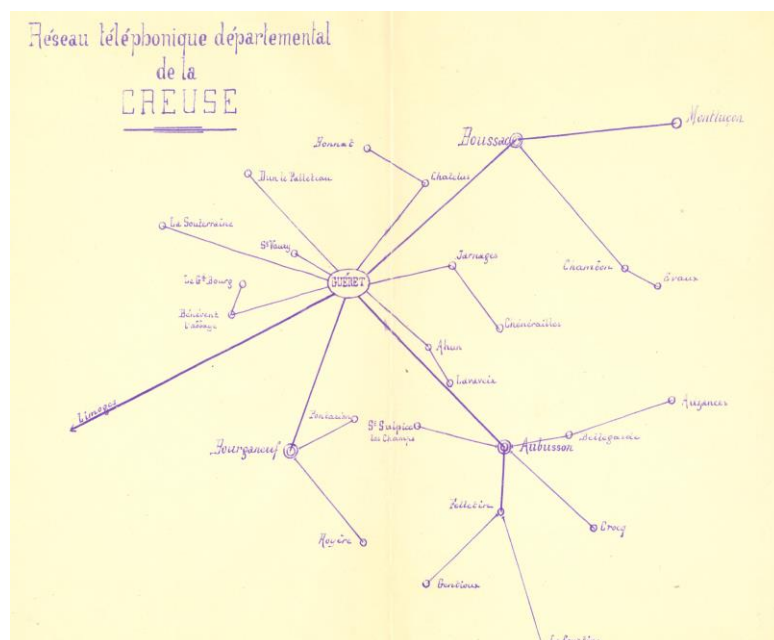 Réseau téléphonique départemental
de la
CREUSE
Montluçon
Boussac
Bonnat
Chatelus
Dun le Palleteau
La Souterraine
St Vaury
Jarnages
Chambon
Evaux
Le Gd Bourg
GUÉRET
Bénévent
l'abbaye
Chénérailles
Ahun
Lavaveix
Limoges
Auzances
Pontarion
St Sulpice
les Champs
Bellegarde
Bourganeuf
Aubusson
Felletin
Crocq
Royère
Gentioux